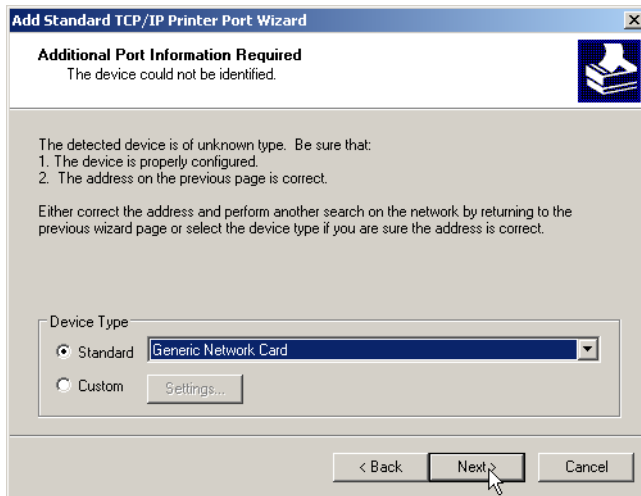 Add Standard TCP/IP Printer Port Wizard
Additional Port Information Required
The device could not be identified.
The detected device is of unknown type.  Be sure that:
1. The device is properly configured.
2.  The address on the previous page is correct.
Either correct the address and perform another search on the network by returning to the
previous wizard page or select the device type if you are sure the address is correct.
Device Type
Standard
Generic Network Card
Custom
Settings...
< Back
Next >
Cancel